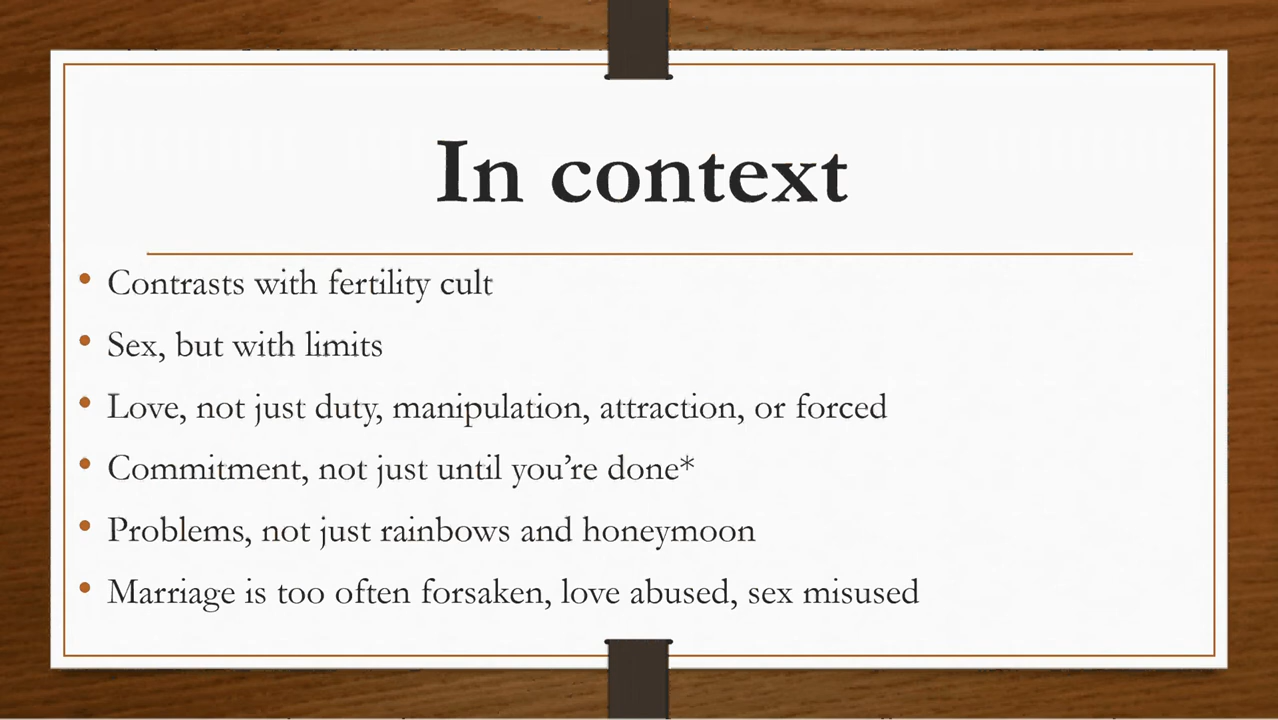 In context
• Contrasts with fertility cult
• Sex, but with limits
• Love, not just duty, manipulation, attraction, or forced
• Commitment, not just until you’re done*
• Problems, not just rainbows and honeymoon
• Marriage is too often forsaken, love abused, sex misused